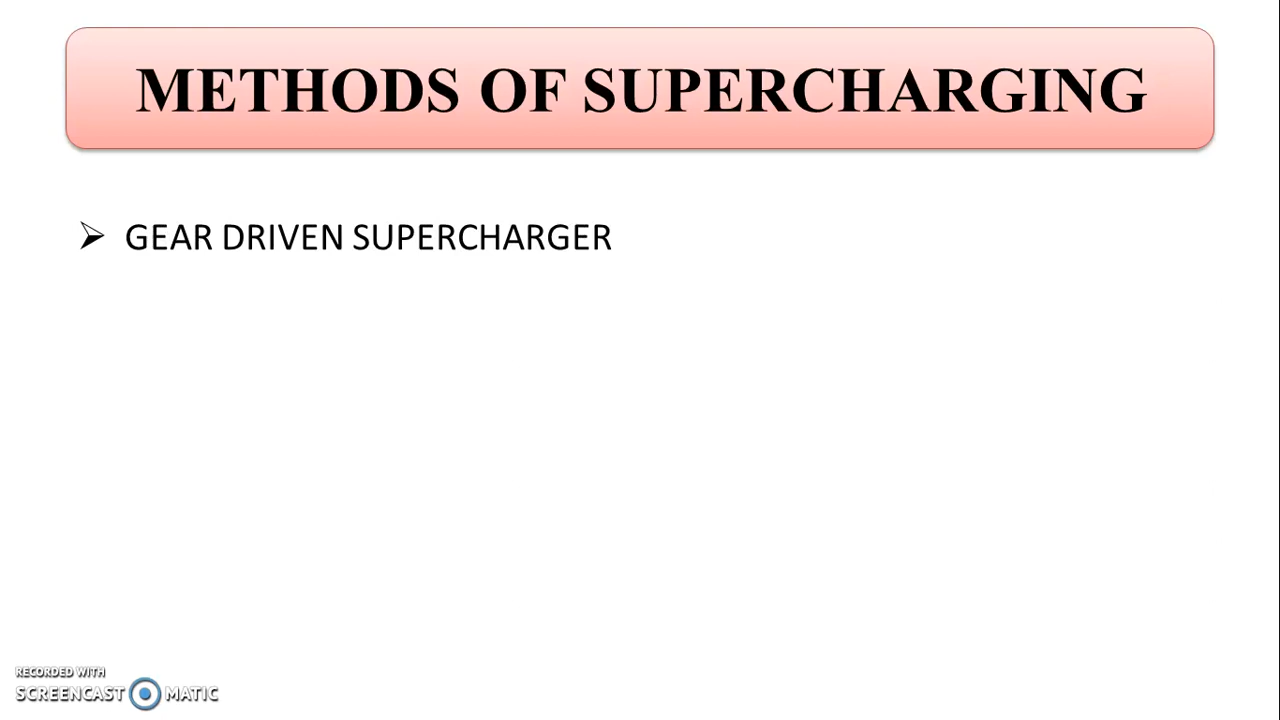 METHODS OF SUPERCHARGING
GEAR DRIVEN SUPERCHARGER
RECORDED WITH
SCREENCAST MATIC